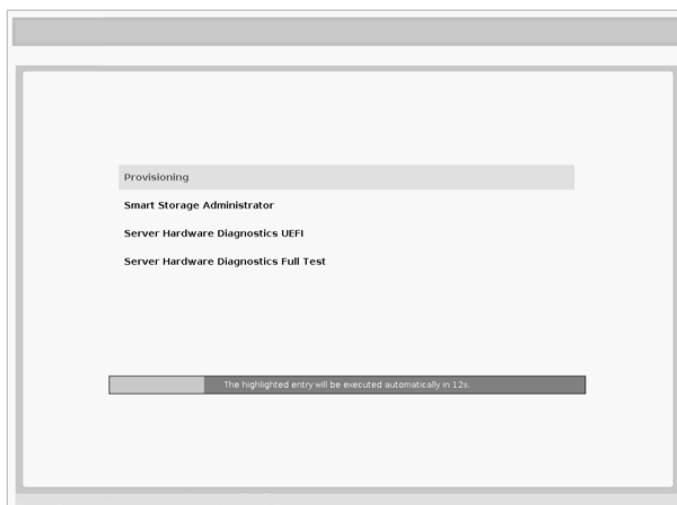 Provisioning
Smart Storage Administrator
Server Hardware Diagnostics UEFI
Server Hardware Diagnostics Full Test
The highlighted entry will be executed automatically in 12s.